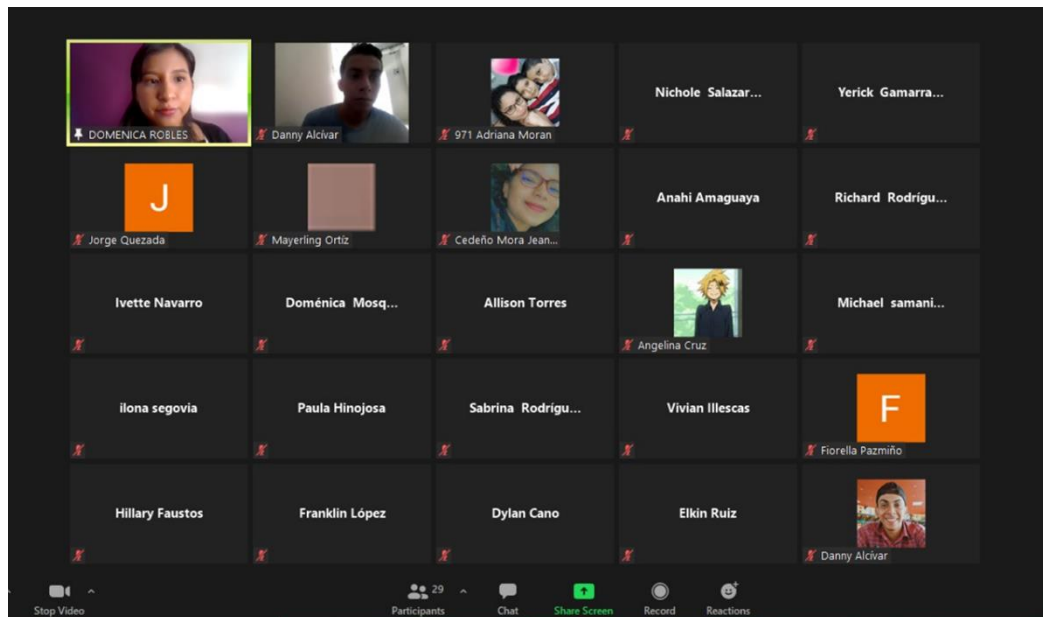 DOMENICA ROBLES
Danny Alcívar
971 Adriana Moran
Nichole Salazar...
Yerick Gamarra...
J
Jorge Quezada
Mayerling Ortíz
Cedeño Mora Jean...
Anahi Amaguaya
Richard Rodrígu...
Ivette Navarro
Doménica Mosq...
Allison Torres
Angelina Cruz
Michael samani...
ilona segovia
Paula Hinojosa
Sabrina Rodrígu...
Vivian Illescas
F
Fiorella Pazmiño
Hillary Faustos
Franklin López
Dylan Cano
Elkin Ruiz
Danny Alcívar
Stop Video
29
Participants
Chat
Share Screen
Record
Reactions